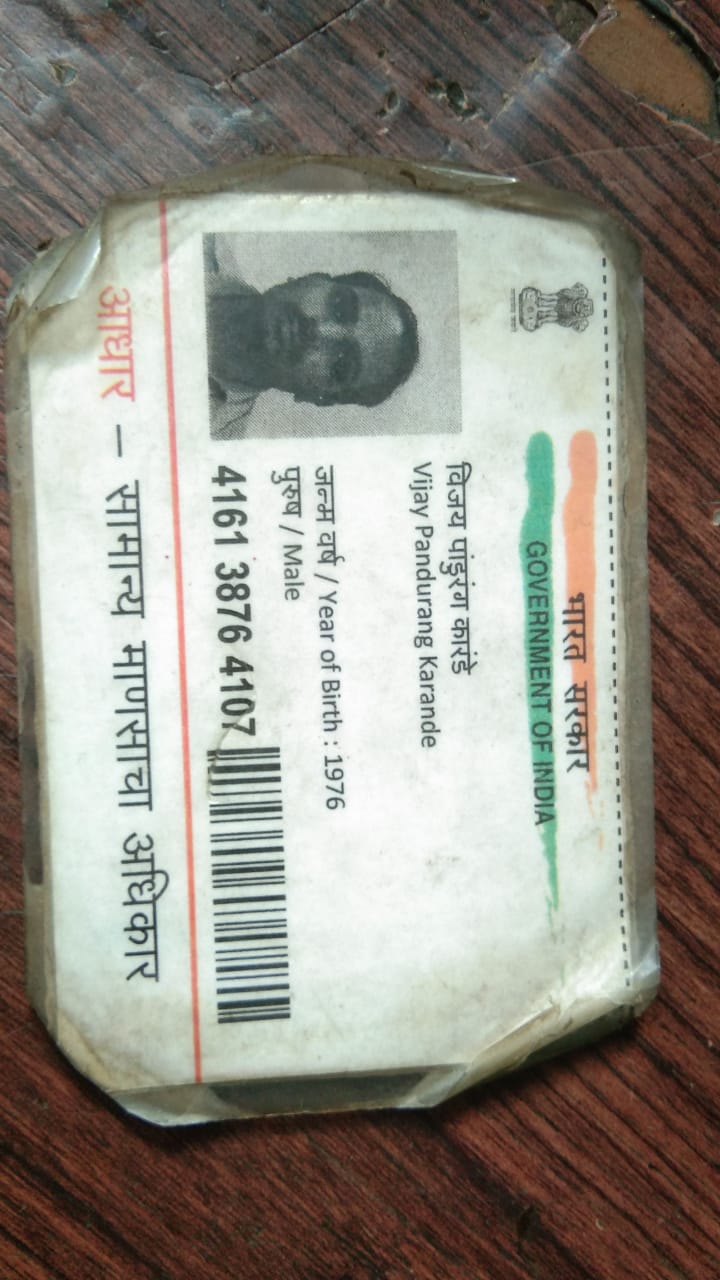 भारत सरकार
GOVERNMENT OF INDIA
विजय पांडुरंग कारंडे
Vijay Pandurang Karande
जन्म वर्ष / Year of Birth : 1976
पुरुष / Male
4161 3876 4107
आधार – सामान्य माणसाचा अधिकार